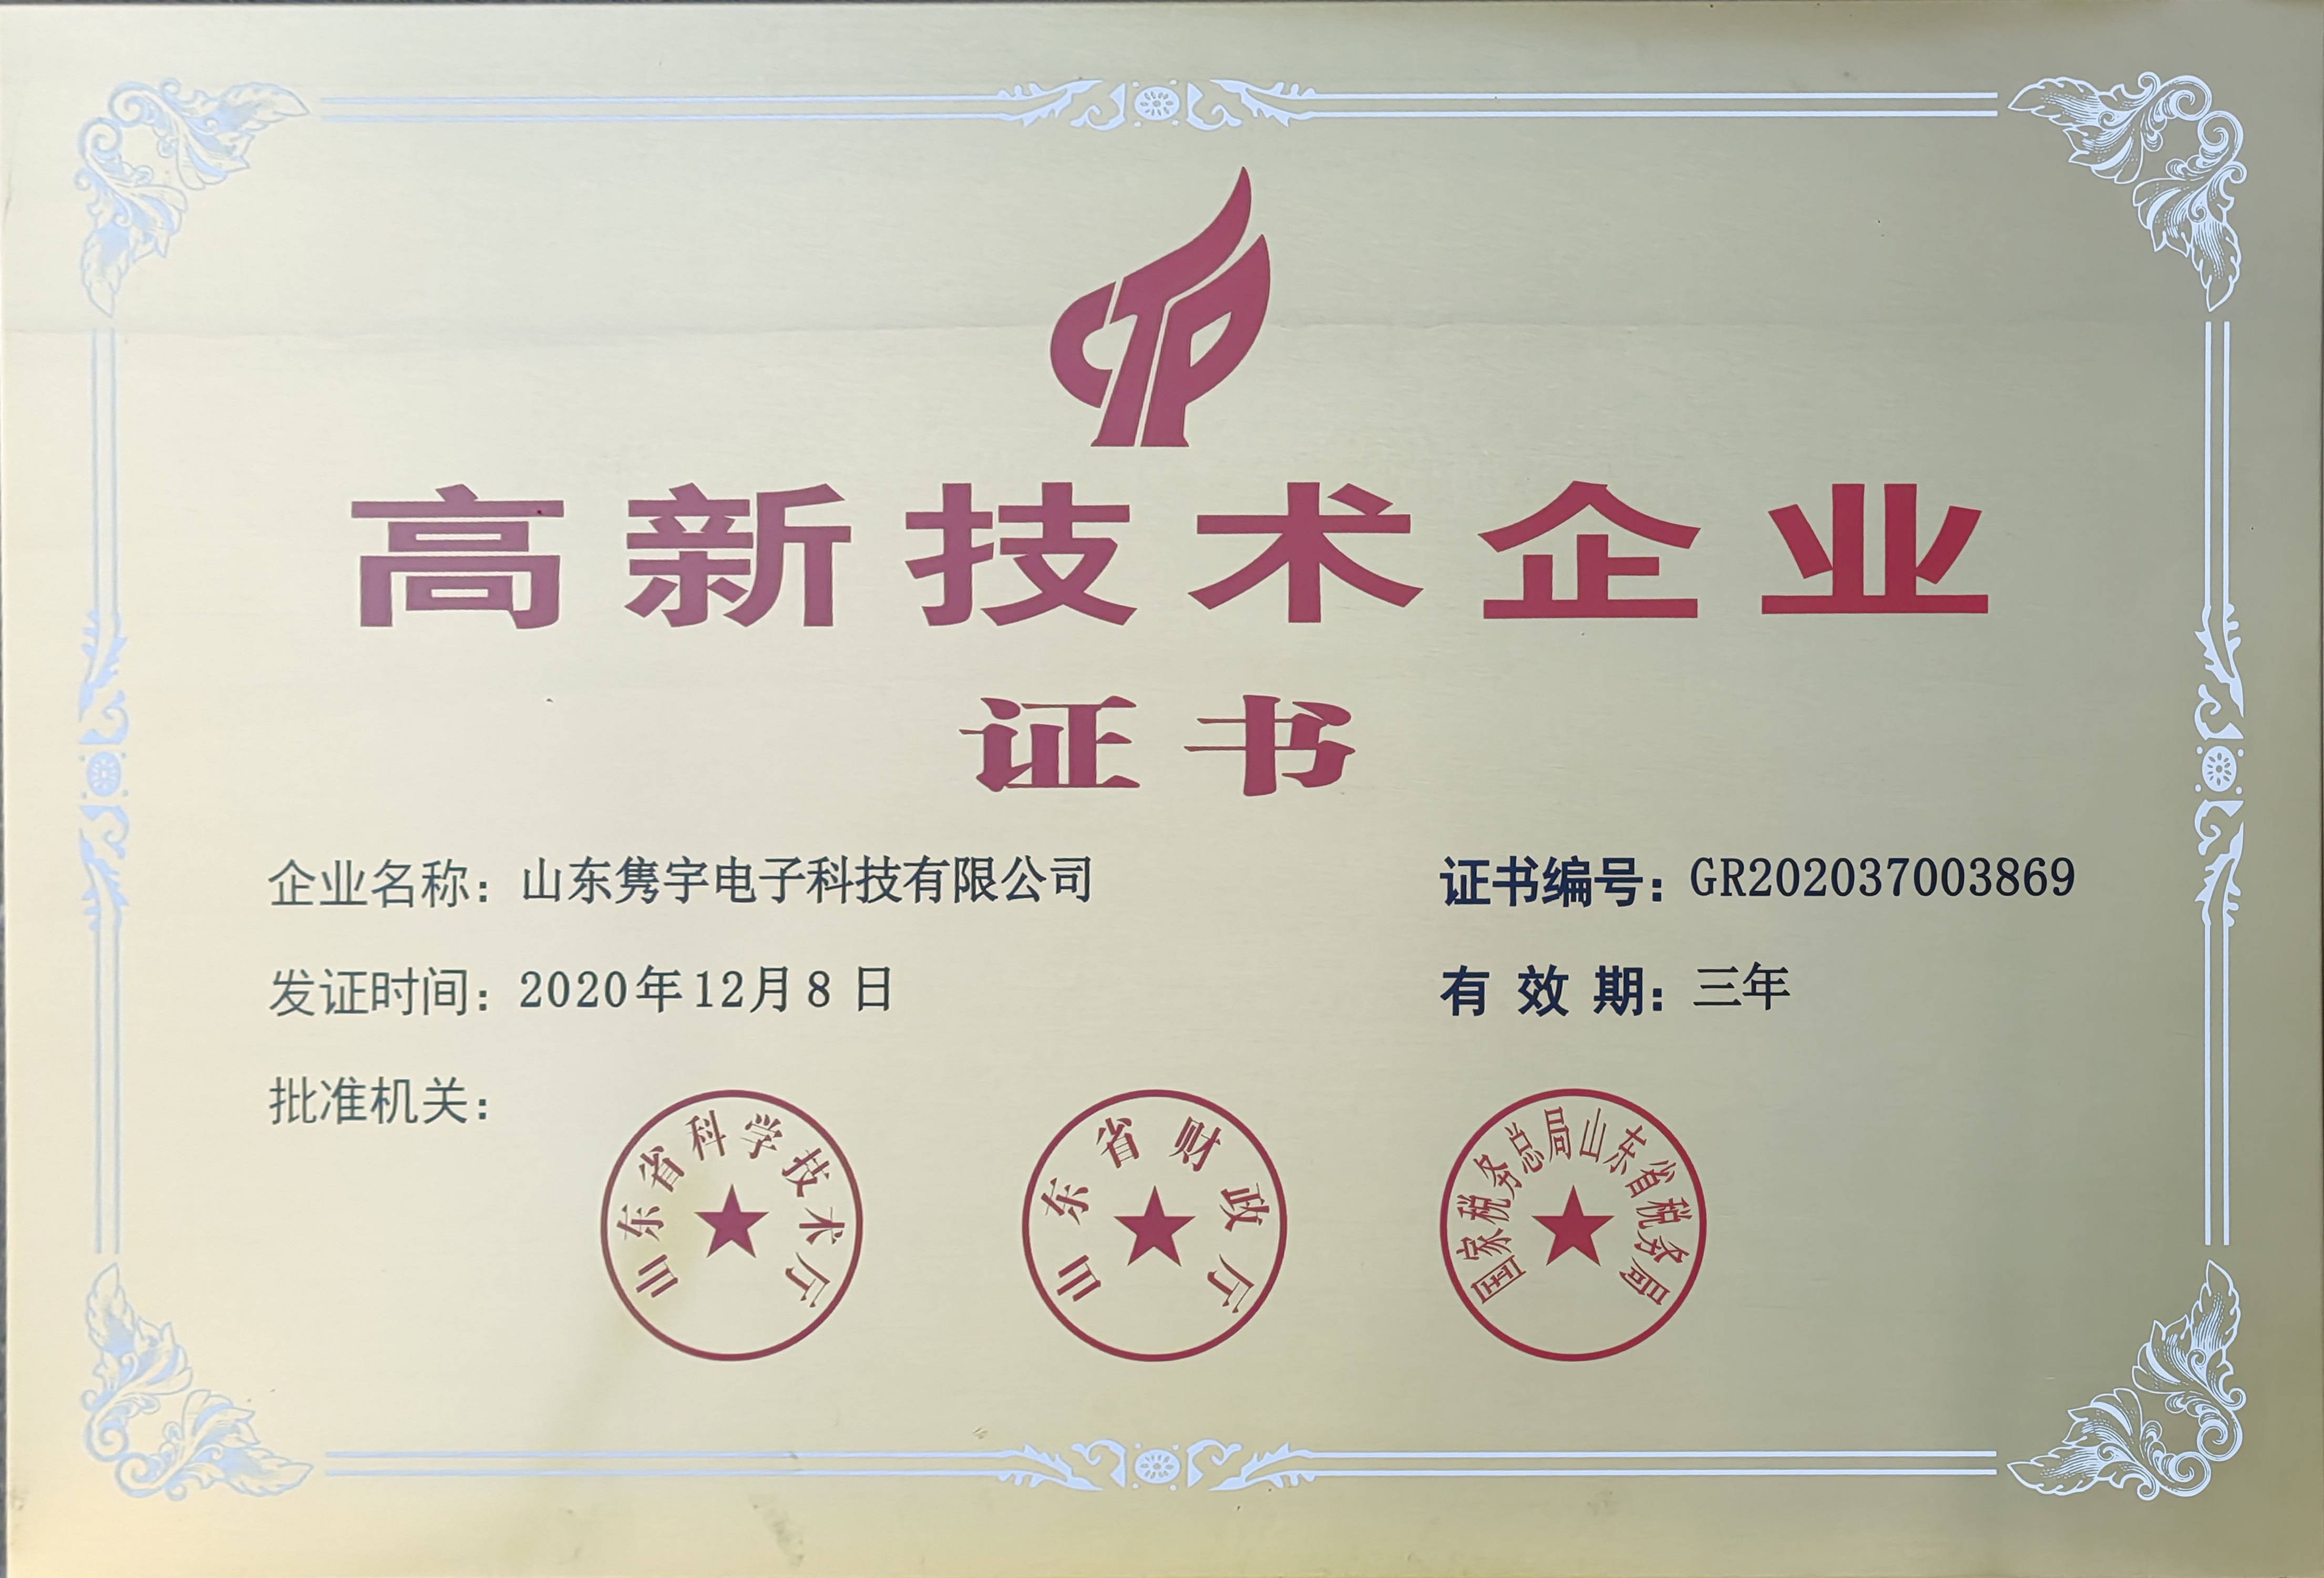 高新技术企业
证书
企业名称：山东隽宇电子科技有限公司
证书编号：GR202037003869
发证时间：2020年12月8日
有效期：三年
批准机关：
山东省科学技术厅
山东省财政厅
国家税务总局山东省税务局